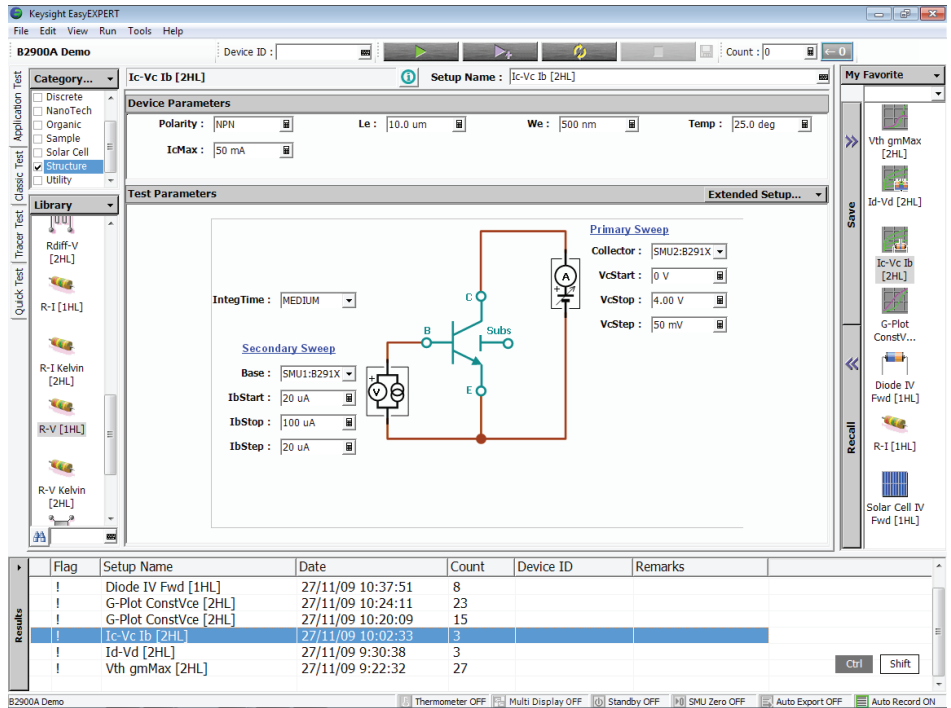 Keysight EasyEXPERT
File Edit View Run Tools Help
B2900A Demo
Device ID :
Count : 0
0
Application Test
Classic Test
Tracer Test
Quick Test
Category...
Discrete
NanoTech
Organic
Sample
Solar Cell
Structure
Utility
Library
Rdiff-V
[2HL]
R-I [1HL]
R-I Kelvin
[2HL]
R-V [1HL]
R-V Kelvin
[2HL]
Ic-Vc Ib [2HL]
Setup Name : Ic-Vc Ib [2HL]
Device Parameters
Polarity : NPN
Le : 10.0 um
We : 500 nm
Temp : 25.0 deg
IcMax : 50 mA
Test Parameters
Extended Setup...
IntegTime : MEDIUM
Secondary Sweep
Base : SMU1:B291X
IbStart : 20 uA
IbStop : 100 uA
IbStep : 20 uA
C
B
Subs
E
V
A
Primary Sweep
Collector : SMU2:B291X
VcStart : 0 V
VcStop : 4.00 V
VcStep : 50 mV
Save
Recall
My Favorite
Vth gmMax
[2HL]
Id-Vd [2HL]
Ic-Vc Ib
[2HL]
G-Plot
ConstV...
Diode IV
Fwd [1HL]
R-I [1HL]
Solar Cell IV
Fwd [1HL]
Results
Flag Setup Name Date Count Device ID Remarks
! Diode IV Fwd [1HL] 27/11/09 10:37:51 8
! G-Plot ConstVce [2HL] 27/11/09 10:24:11 23
! G-Plot ConstVce [2HL] 27/11/09 10:20:09 15
! Ic-Vc Ib [2HL] 27/11/09 10:02:33 3
! Id-Vd [2HL] 27/11/09 9:30:38 3
! Vth gmMax [2HL] 27/11/09 9:22:32 27
Ctrl Shift
B2900A Demo
Thermometer OFF Multi Display OFF Standby OFF SMU Zero OFF Auto Export OFF Auto Record ON